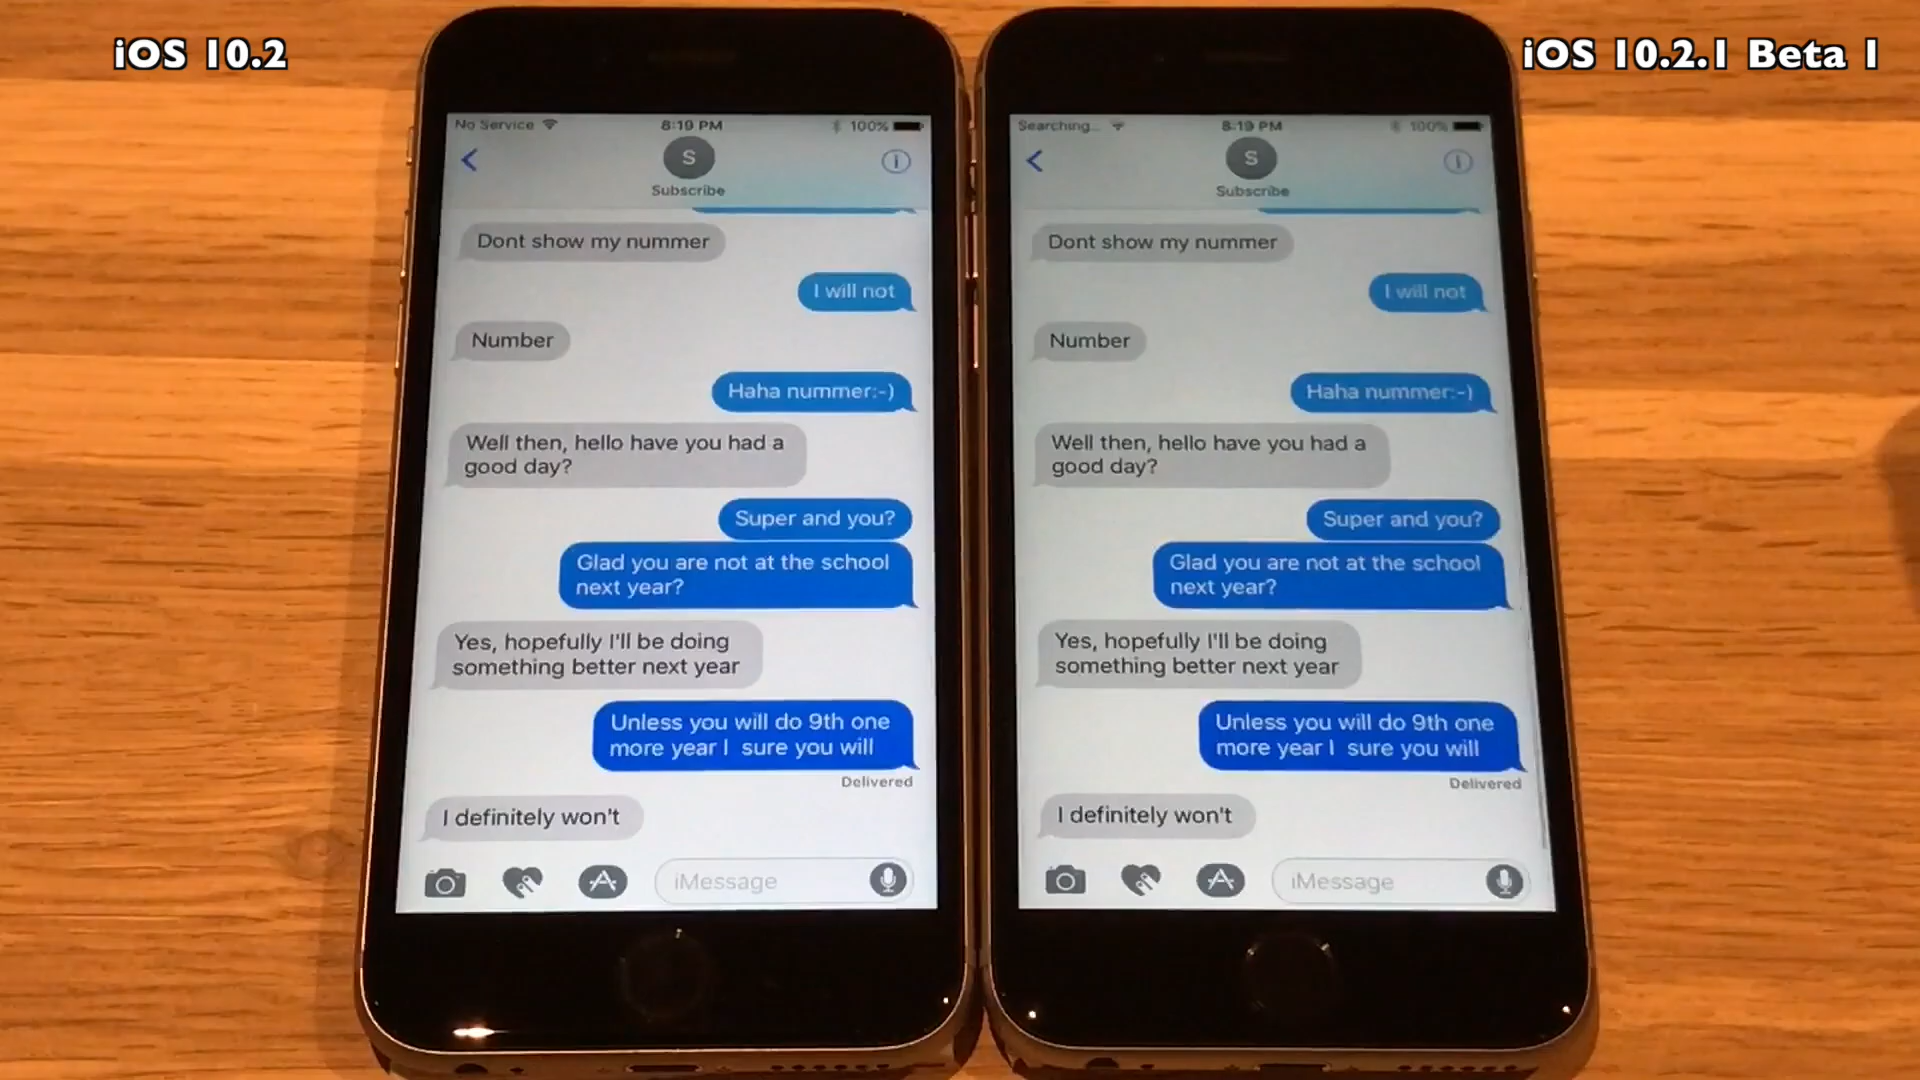 iOS 10.2
iOS 10.2.1 Beta 1
No Service
8:19 PM
100%
S
Subscribe
Dont show my nummer
I will not
Number
Haha nummer:-)
Well then, hello have you had a
good day?
Super and you?
Glad you are not at the school
next year?
Yes, hopefully I'll be doing
something better next year
Unless you will do 9th one
more year I  sure you will
Delivered
I definitely won't
iMessage
Searching...
8:19 PM
100%
S
Subscribe
Dont show my nummer
I will not
Number
Haha nummer:-)
Well then, hello have you had a
good day?
Super and you?
Glad you are not at the school
next year?
Yes, hopefully I'll be doing
something better next year
Unless you will do 9th one
more year I  sure you will
Delivered
I definitely won't
iMessage